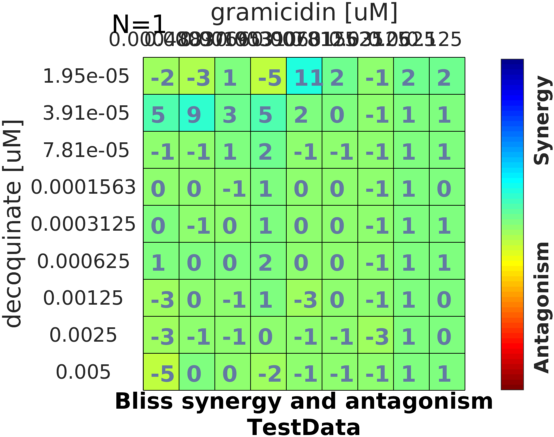 gramicidin [uM]
N=1
1.95e-05 -2 -3 1 -5 11 2 -1 2 2
3.91e-05 5 9 3 5 2 0 -1 1 1
7.81e-05 -1 -1 1 2 -1 -1 -1 1 1
0.0001563 0 0 -1 1 0 0 -1 1 0
0.0003125 0 -1 0 1 0 0 -1 1 1
0.000625 1 0 0 2 0 0 -1 1 1
0.00125 -3 0 -1 1 -3 0 -1 1 0
0.0025 -3 -1 -1 0 -1 -1 -3 1 0
0.005 -5 0 0 -2 -1 -1 -1 1 1
decoquinate [uM]
Synergy
Antagonism
Bliss synergy and antagonism
TestData